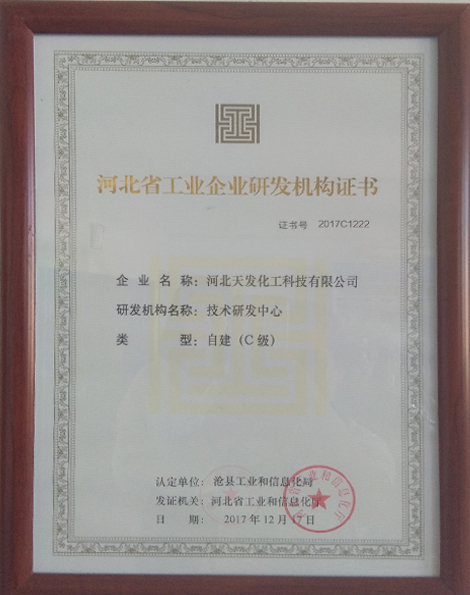 河北省工业企业研发机构证书
证书号 2017C1222
企业名称：河北天发化工科技有限公司
研发机构名称：技术研发中心
类型：自建（C级）
认定单位：沧县工业和信息化局
发证机关：河北省工业和信息化厅
日期：2017年12月17日